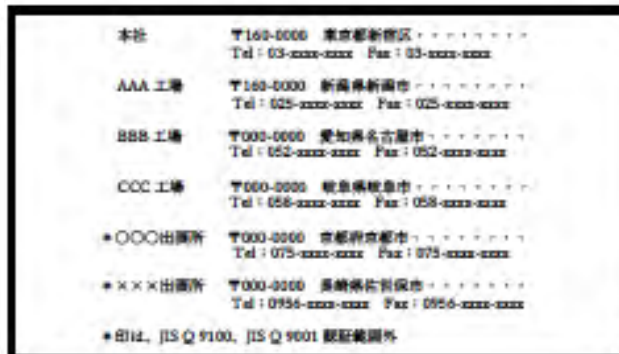 本社 〒160-0000 東京都新宿区・・・・・・・・
Tel：03-xxxx-xxxx Fax：03-xxxx-xxxx
AAA 工場 〒160-0000 新潟県新潟市・・・・・・・・
Tel：025-xxxx-xxxx Fax：025-xxxx-xxxx
BBB 工場 〒000-0000 愛知県名古屋市・・・・・・・
Tel：052-xxxx-xxxx Fax：052-xxxx-xxxx
CCC 工場 〒000-0000 岐阜県岐阜市・・・・・・・・
Tel：058-xxxx-xxxx Fax：058-xxxx-xxxx
*○○○出張所 〒000-0000 京都府京都市・・・・・・・
Tel：075-xxxx-xxxx Fax：075-xxxx-xxxx
*×××出張所 〒000-0000 長崎県佐世保市・・・・・・・
Tel：0956-xxxx-xxxx Fax：0956-xxxx-xxxx
*印は、JIS Q 9100、JIS Q 9001 認証範囲外